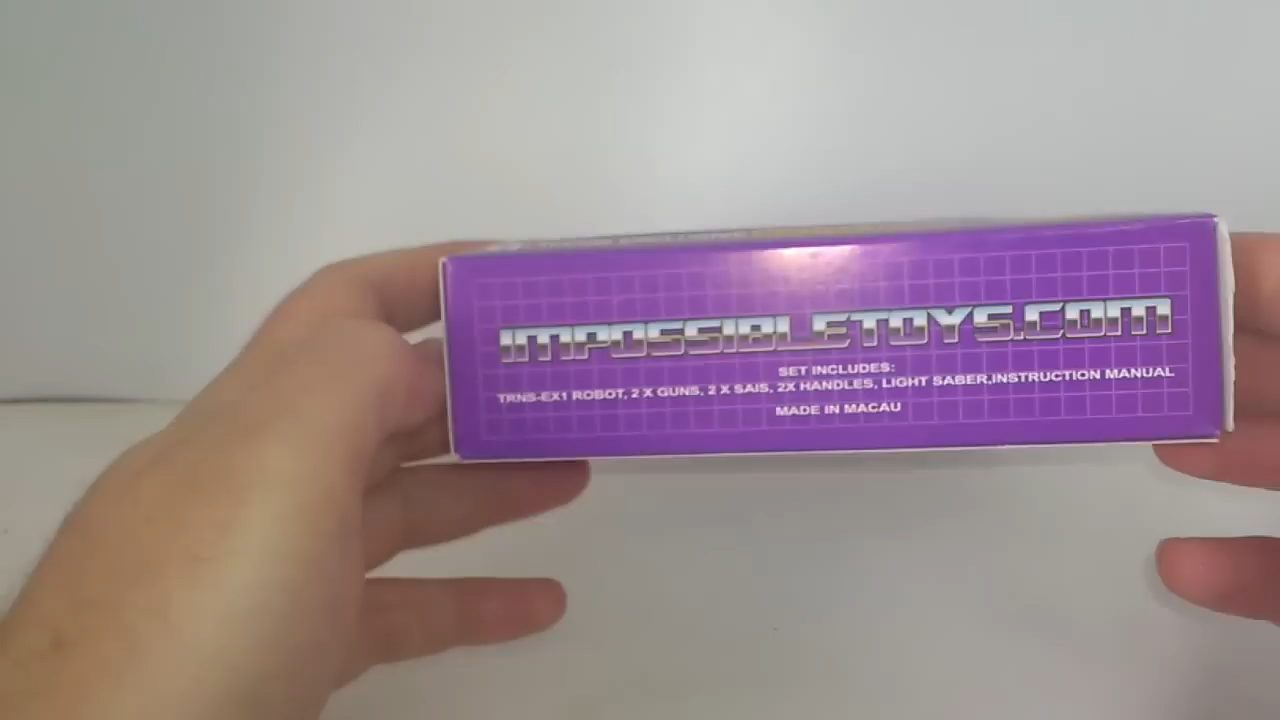 IMPOSSIBLETOYS.COM
SET INCLUDES:
TRNS-EX1 ROBOT, 2 X GUNS, 2 X SAIS, 2X HANDLES, LIGHT SABER,INSTRUCTION MANUAL
MADE IN MACAU